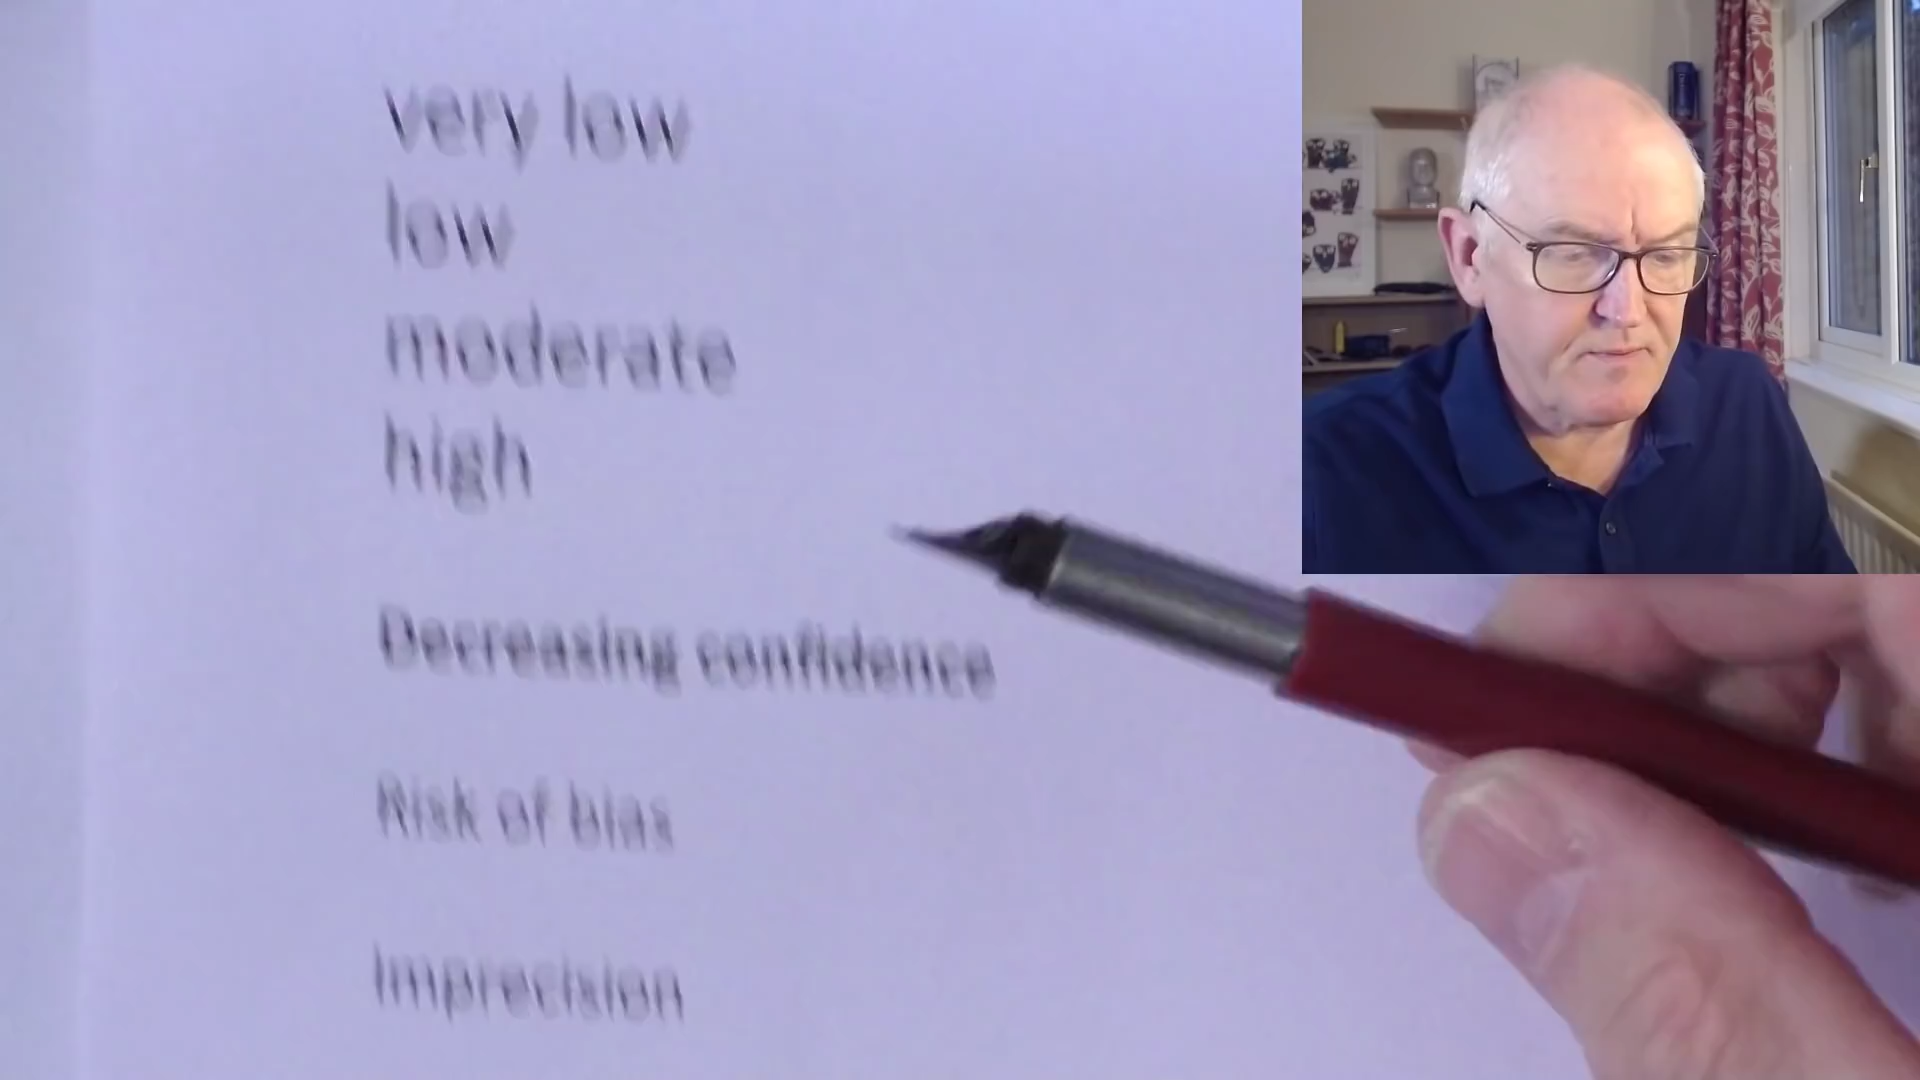 very low
low
moderate
high
Decreasing confidence
Risk of bias
Imprecision